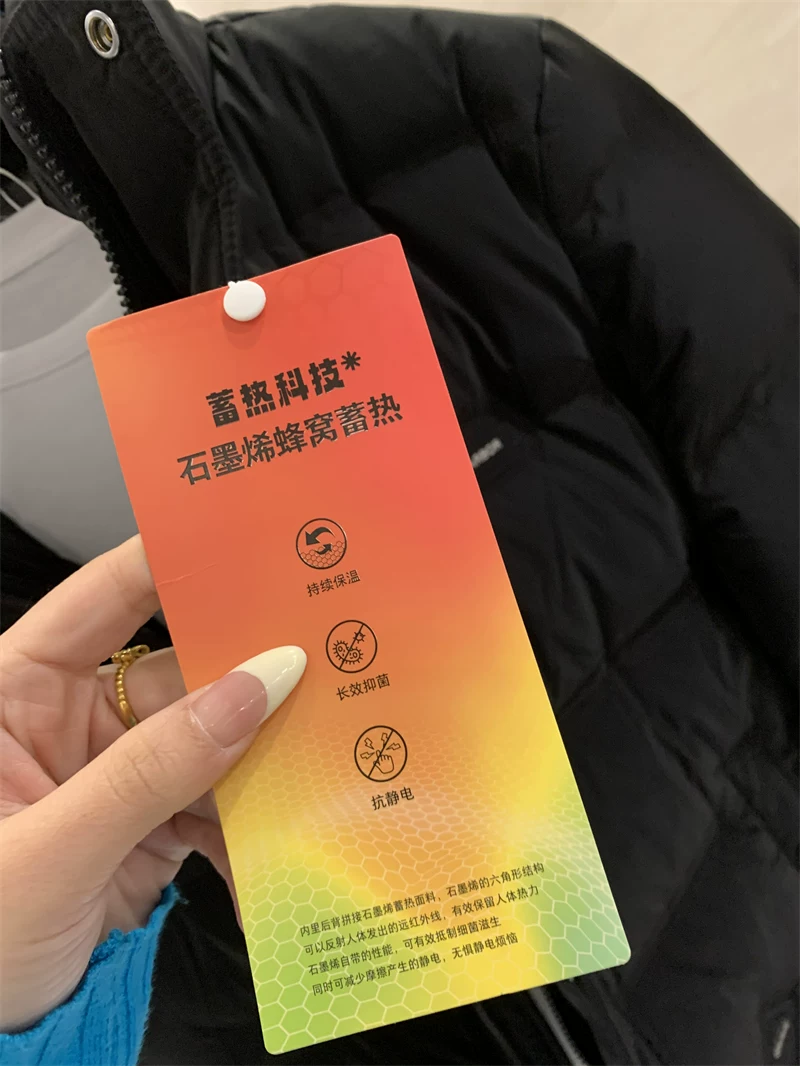 蓄热科技*
石墨烯蜂窝蓄热
持续保温
长效抑菌
抗静电
内里后背拼接石墨烯蓄热面料，石墨烯的六角形结构
可以反射人体发出的远红外线，有效保留人体热力
石墨烯自带的性能，可有效抵制细菌滋生
同时可减少摩擦产生的静电，无惧静电烦恼